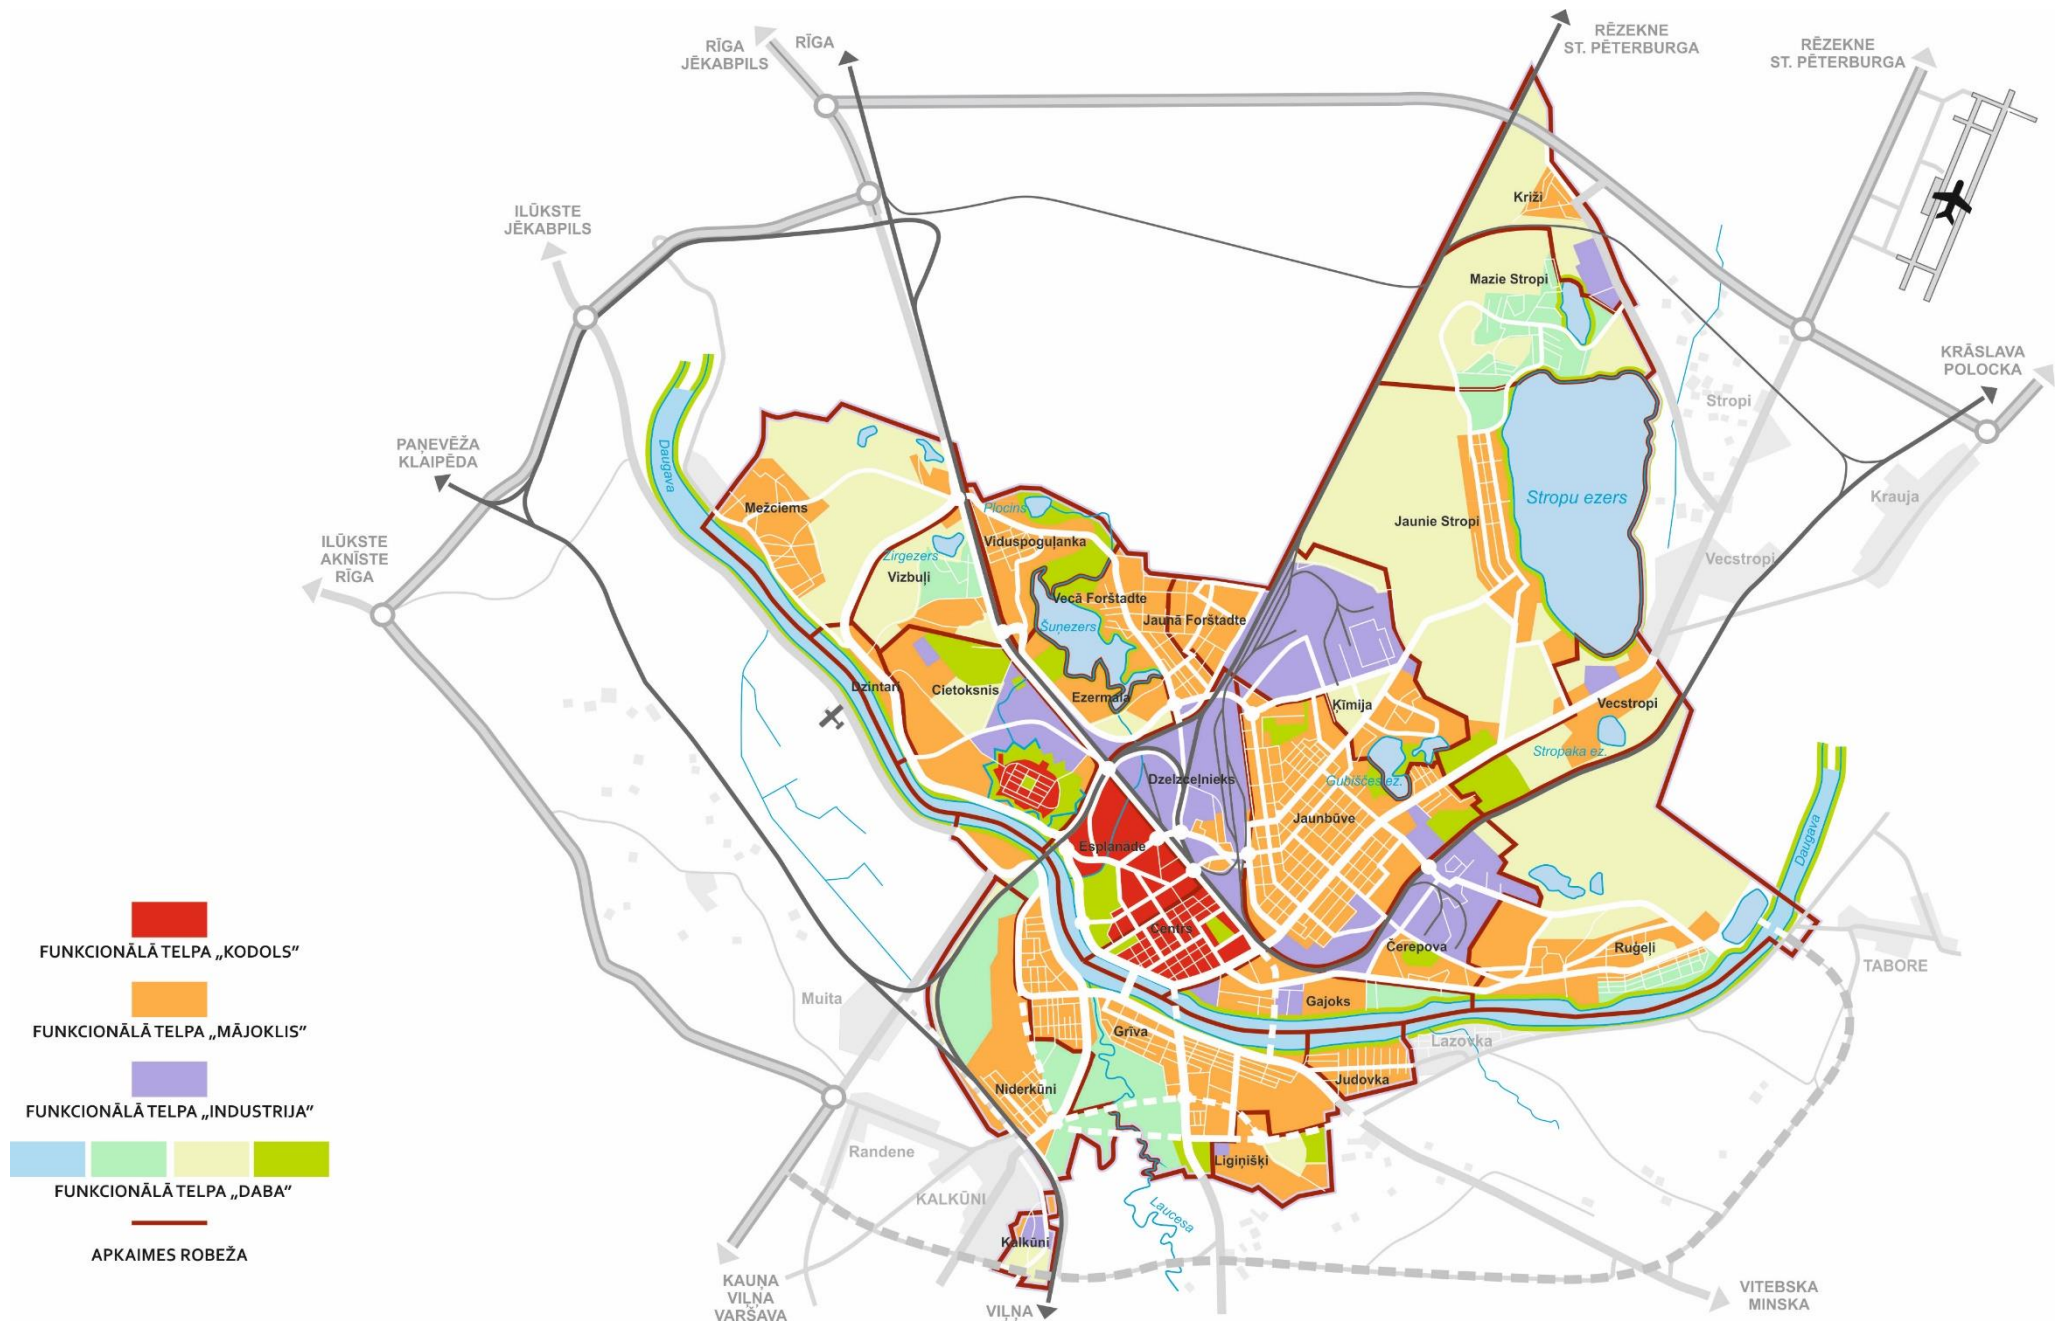 RĪGA
JĒKABPILS
RĪGA
RĒZEKNE
ST. PĒTERBURGA
RĒZEKNE
ST. PĒTERBURGA
ILŪKSTE
JĒKABPILS
Križi
Mazie Stropi
KRĀSLAVA
POLOCKA
Stropi
PAŅEVĒŽA
KLAIPĒDA
Daugava
Mežciems
Plocins
Viduspoguļanka
Jaunie Stropi
Stropu ezers
Krauja
ILŪKSTE
AKNĪSTE
RĪGA
Zirgezers
Vizbuļi
Vecā Forštadte
Jaunā Forštadte
Šuņezers
Vecstropi
Dzintari
Cietoksnis
Ezermala
Ķīmija
Vecstropi
Stropaka ez.
Dzelzceļnieks
Gubiščes ez.
Jaunbūve
Esplanāde
Daugava
Centrs
Čerepova
Ruģeļi
TABORE
Muita
Gajoks
Grīva
Lazovka
Niderkūni
Judovka
Randene
Liginišķi
KALKŪNI
Laucesa
Kalkūni
FUNKCIONĀLĀ TELPA „KODOLS”
FUNKCIONĀLĀ TELPA „MĀJOKLIS”
FUNKCIONĀLĀ TELPA „INDUSTRIJA”
FUNKCIONĀLĀ TELPA „DABA”
APKAIMES ROBEŽA
KAUŅA
VIĻŅA
VARŠAVA
VIĻŅA
VITEBSKA
MINSKA